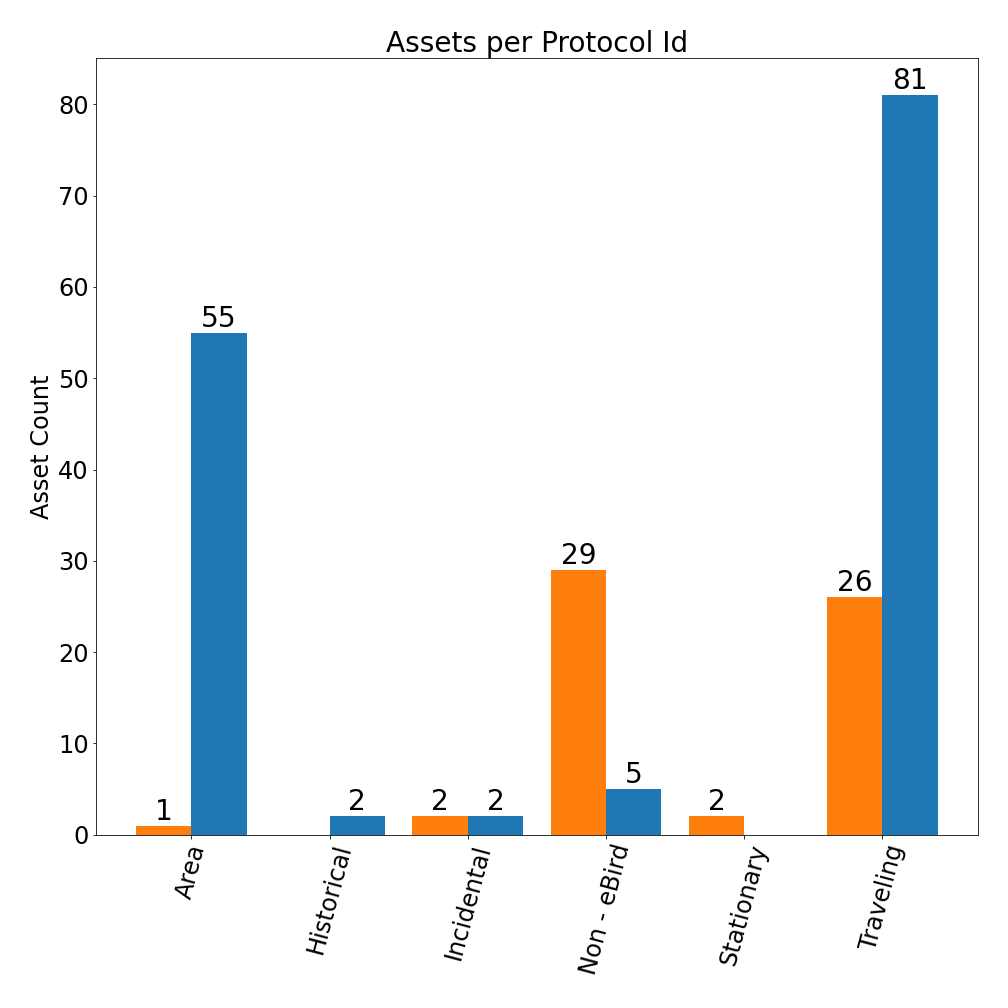 Assets per Protocol Id
Asset Count
80
70
60
50
40
30
20
10
0
1
55
2
2
2
29
5
2
26
81
Area
Historical
Incidental
Non - eBird
Stationary
Traveling